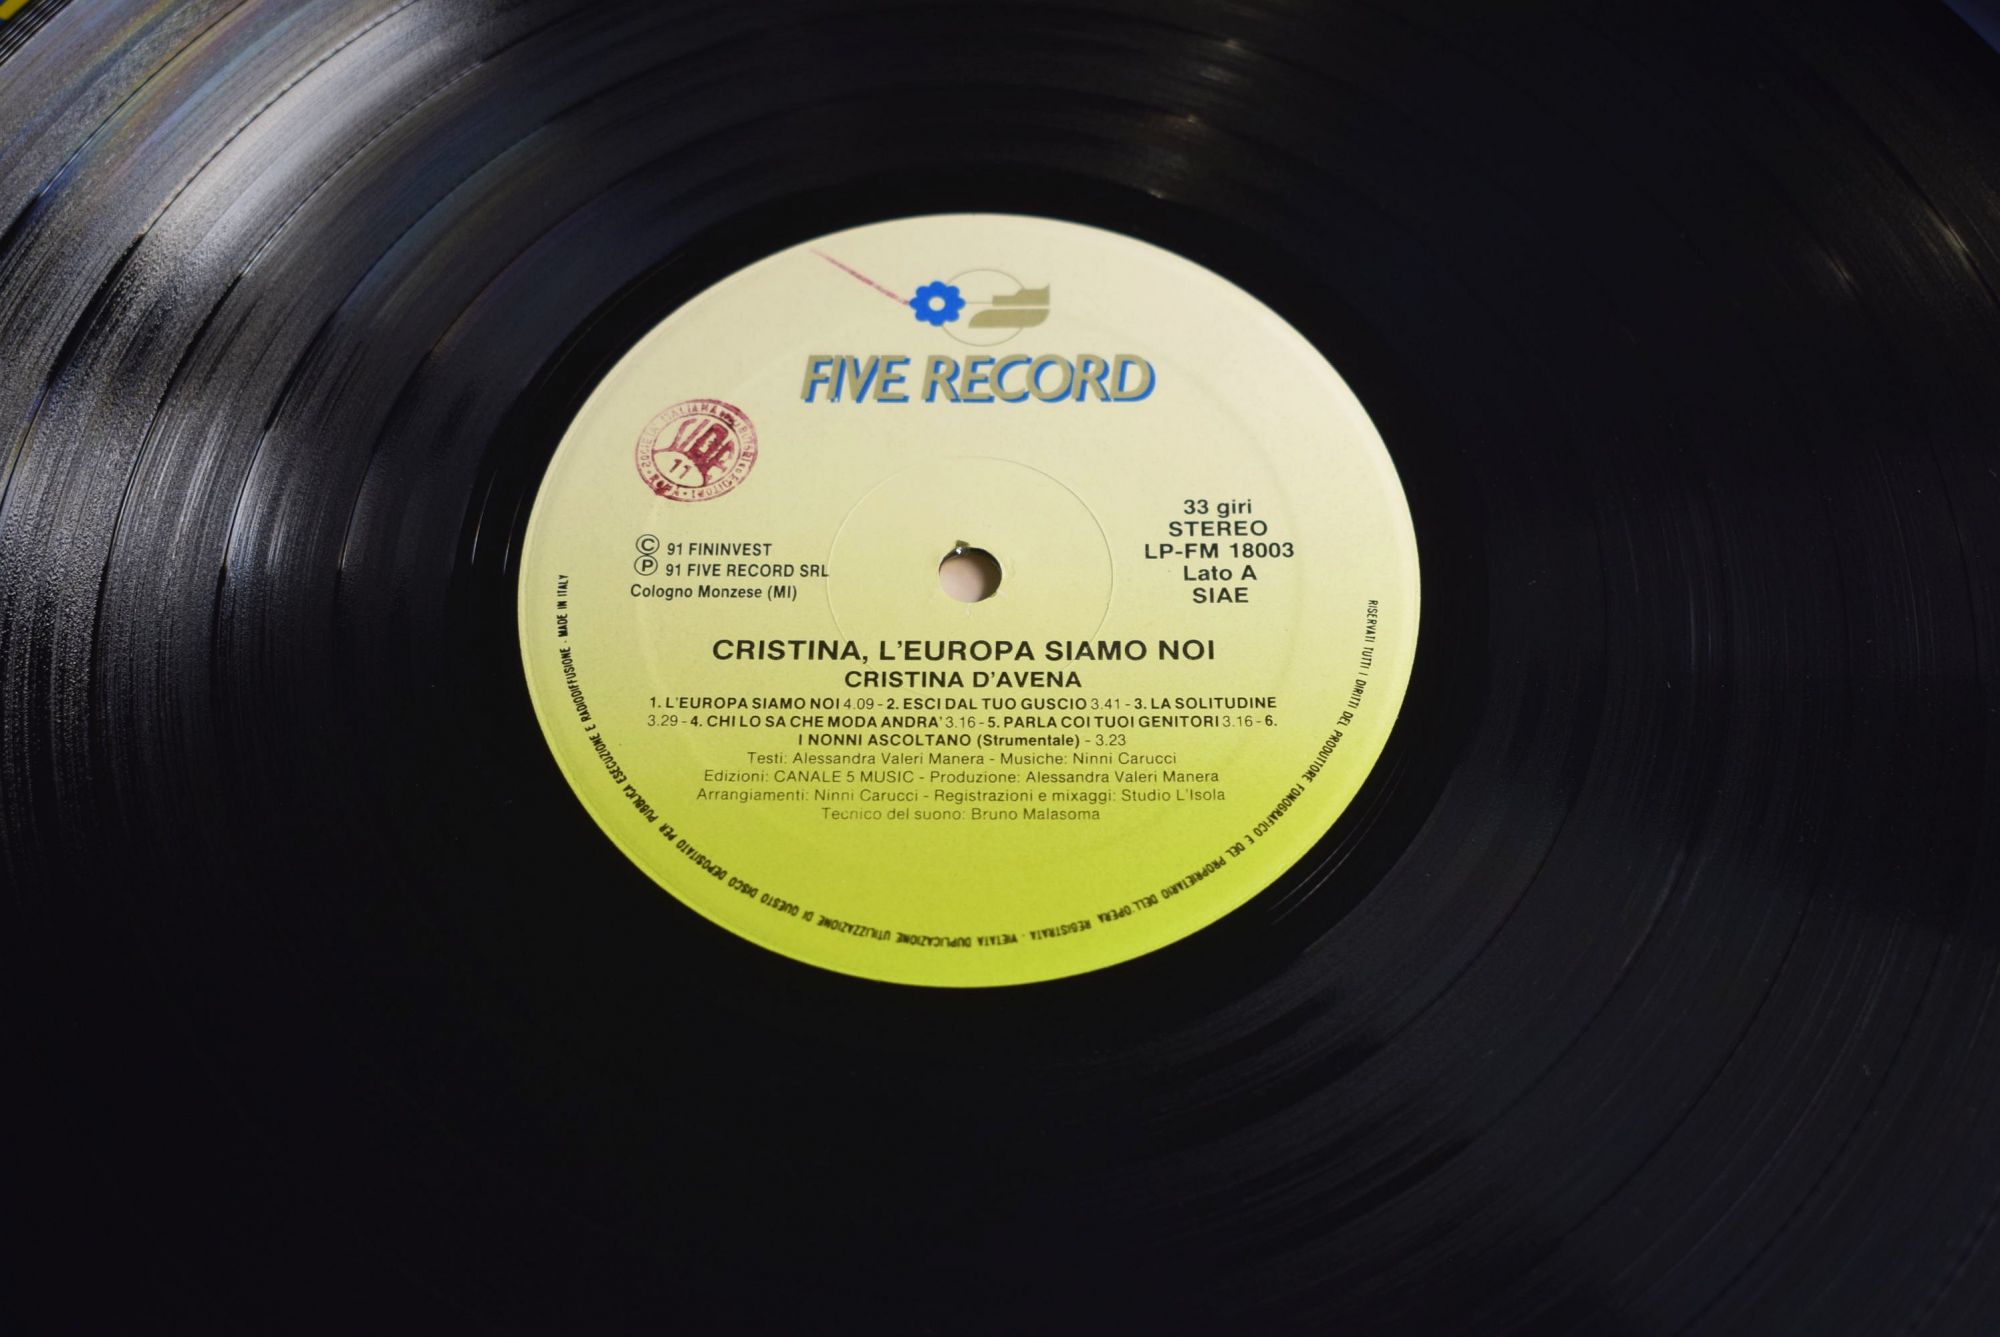 FIVE RECORD
SOCIETA' ITALIANA
EDITORI
ROMA
11
© 91 FININVEST
℗ 91 FIVE RECORD SRL
Cologno Monzese (MI)
33 giri
STEREO
LP-FM 18003
Lato A
SIAE
CRISTINA, L'EUROPA SIAMO NOI
CRISTINA D'AVENA
1. L'EUROPA SIAMO NOI 4.09 - 2. ESCI DAL TUO GUSCIO 3.41 - 3. LA SOLITUDINE
3.29 - 4. CHI LO SA CHE MODA ANDRA' 3.16 - 5. PARLA COI TUOI GENITORI 3.16 - 6.
I NONNI ASCOLTANO (Strumentale) - 3.23
Testi: Alessandra Valeri Manera - Musiche: Ninni Carucci
Edizioni: CANALE 5 MUSIC - Produzione: Alessandra Valeri Manera
Arrangiamenti: Ninni Carucci - Registrazioni e mixaggi: Studio L'Isola
Tecnico del suono: Bruno Malasoma
RISERVATI TUTTI I DIRITTI DEL PRODUTTORE FONOGRAFICO E DEL PROPRIETARIO DELL'OPERA REGISTRATA - VIETATA DUPLICAZIONE UTILIZZAZIONE DI QUESTO DISCO DEPOSITATO PER PUBBLICA ESECUZIONE E RADIODIFFUSIONE - MADE IN ITALY